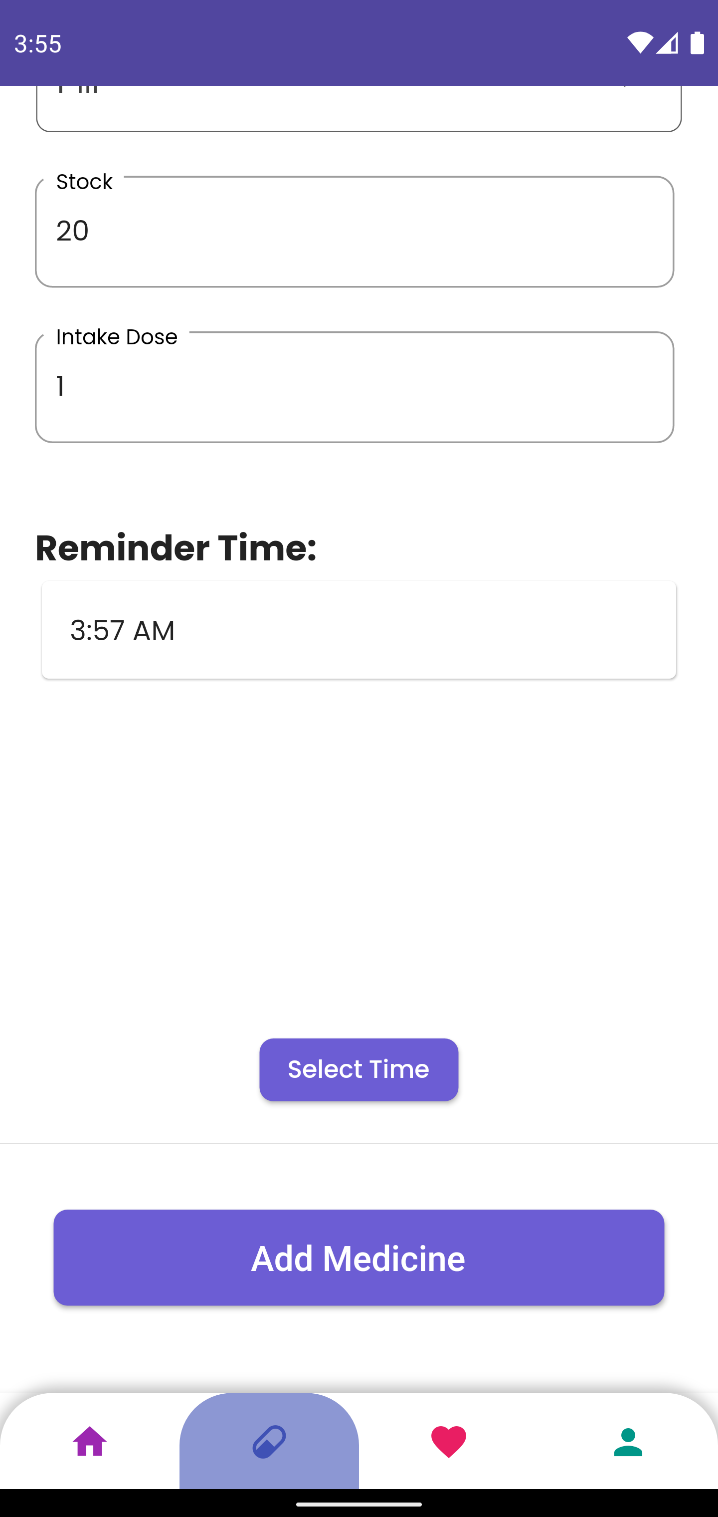 3:55
Stock
20
Intake Dose
1
Reminder Time:
3:57 AM
Select Time
Add Medicine